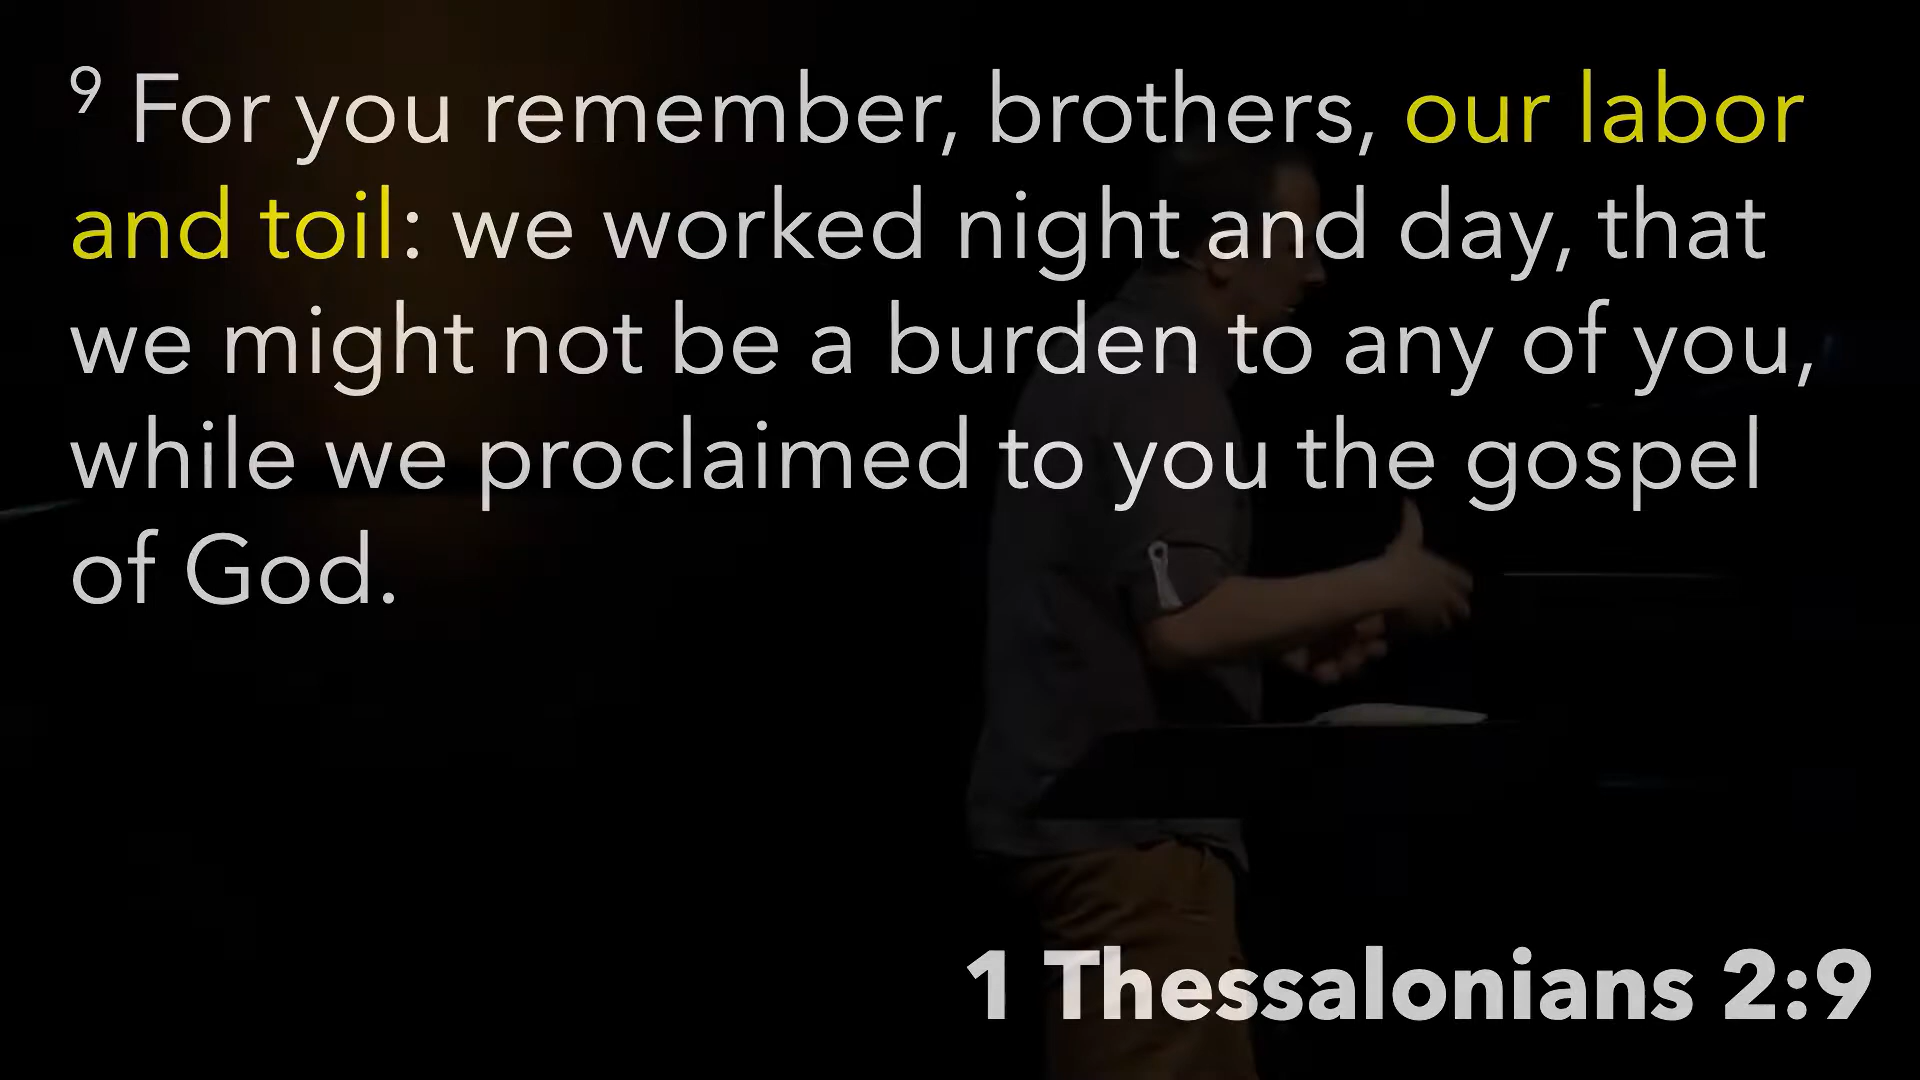 9 For you remember, brothers, our labor
and toil: we worked night and day, that
we might not be a burden to any of you,
while we proclaimed to you the gospel
of God.
1 Thessalonians 2:9